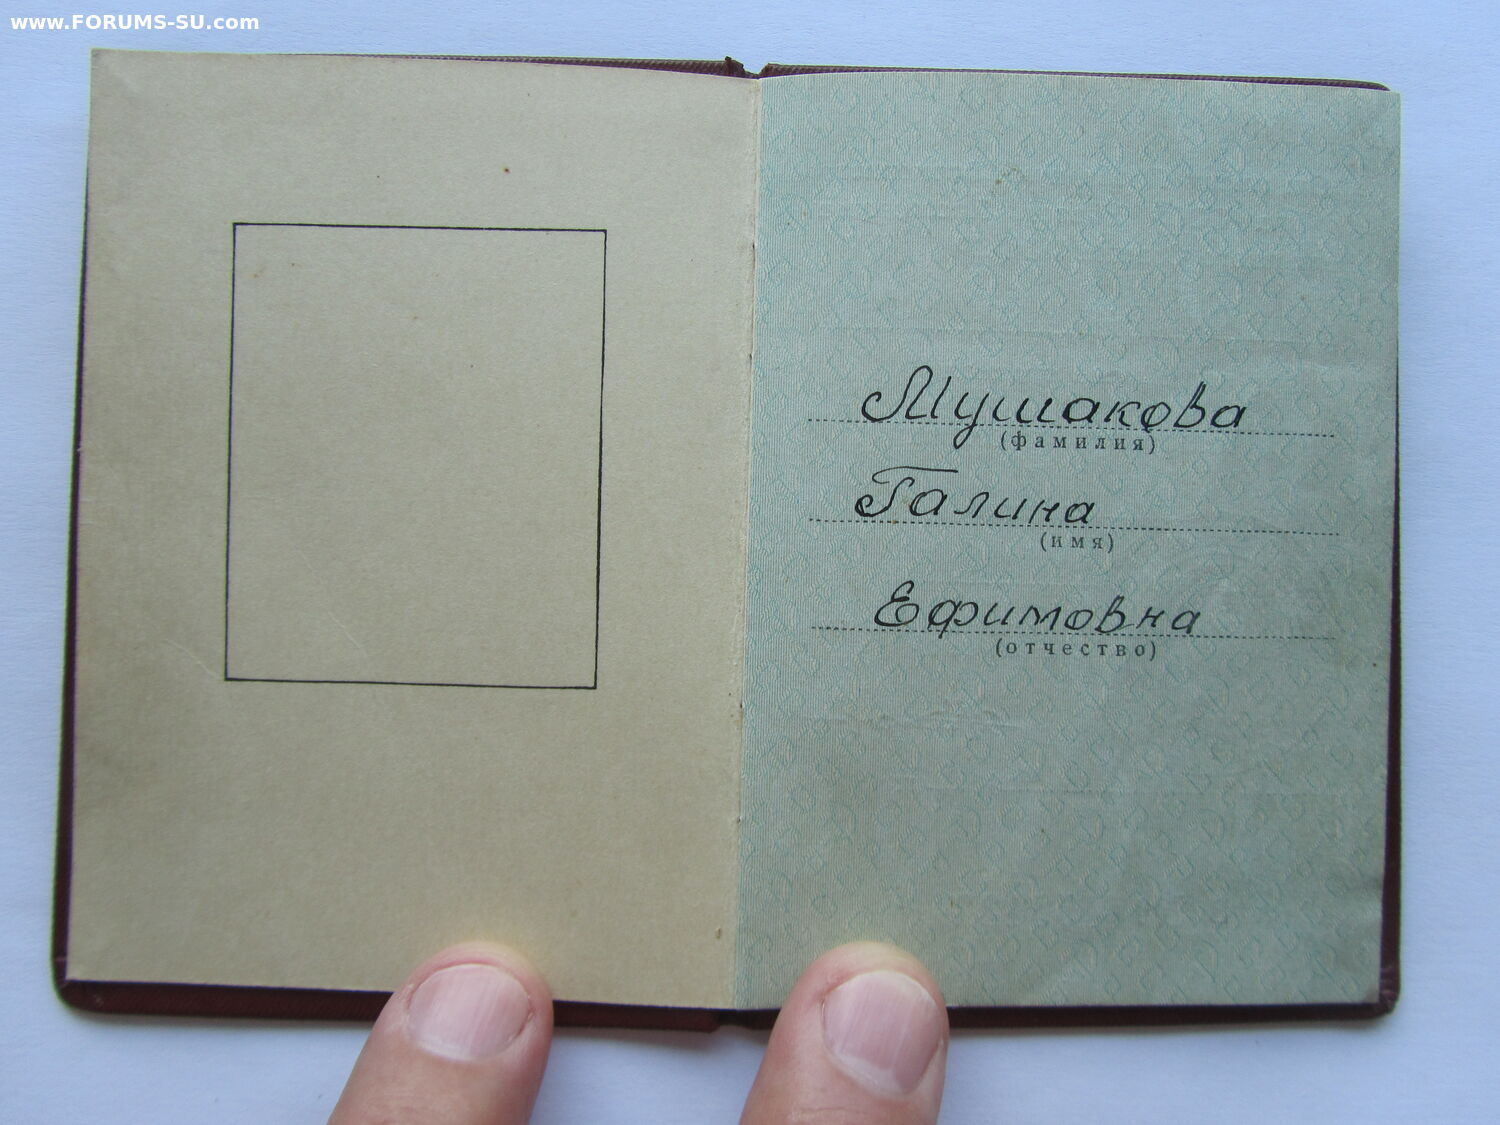 www.FORUMS-SU.com
Мушакова
(фамилия)
Галина
(имя)
Ефимовна
(отчество)